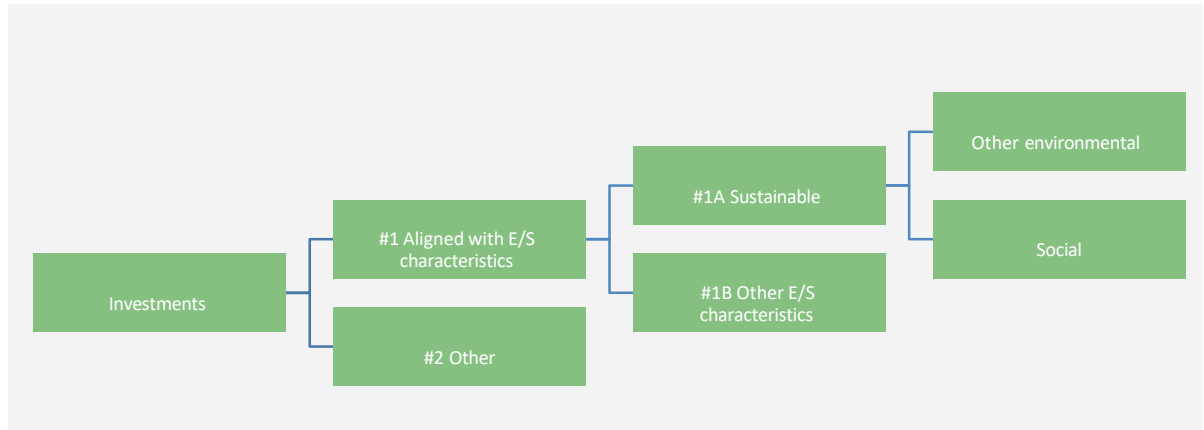 Investments
#1 Aligned with E/S
characteristics
#2 Other
#1A Sustainable
#1B Other E/S
characteristics
Other environmental
Social